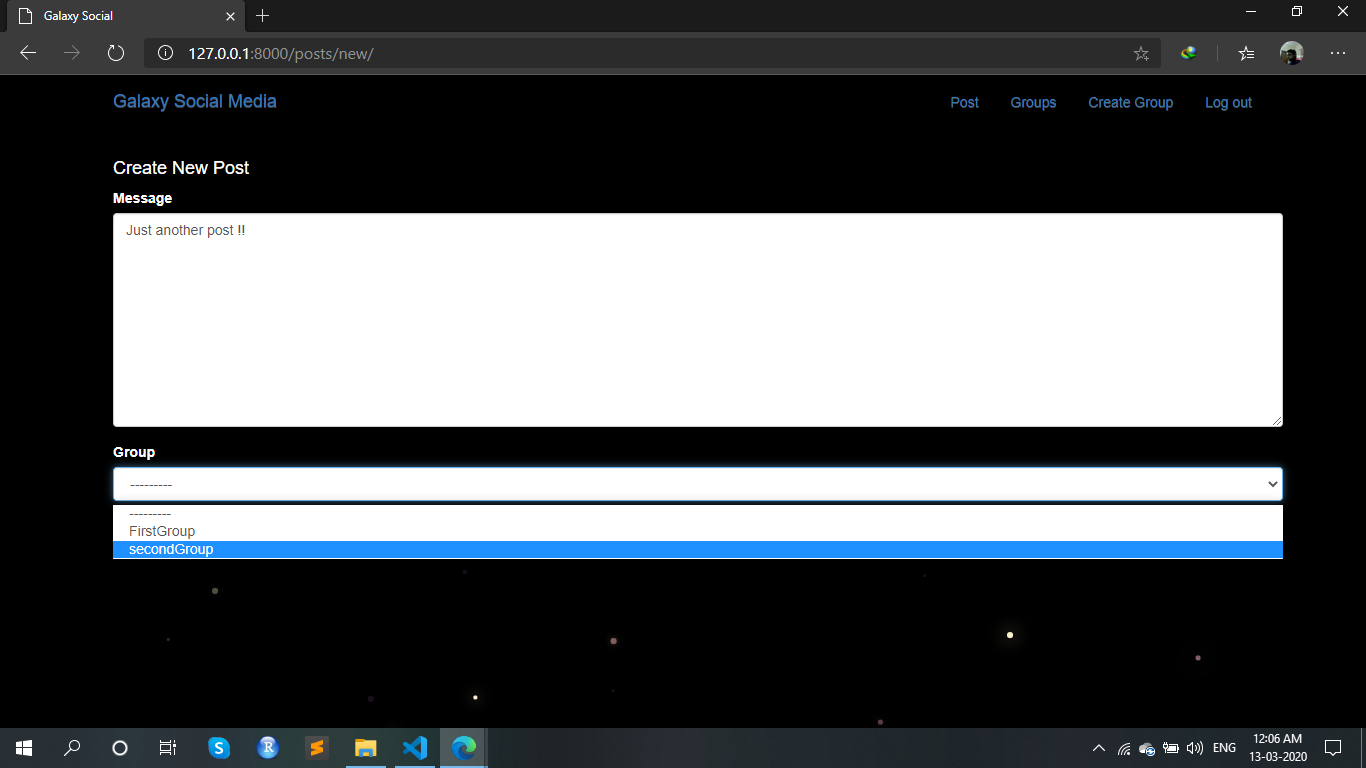 Galaxy Social
127.0.0.1:8000/posts/new/
Galaxy Social Media
Post
Groups
Create Group
Log out
Create New Post
Message
Just another post !!
Group
---------
---------
FirstGroup
secondGroup
S
R
ENG
12:06 AM
13-03-2020